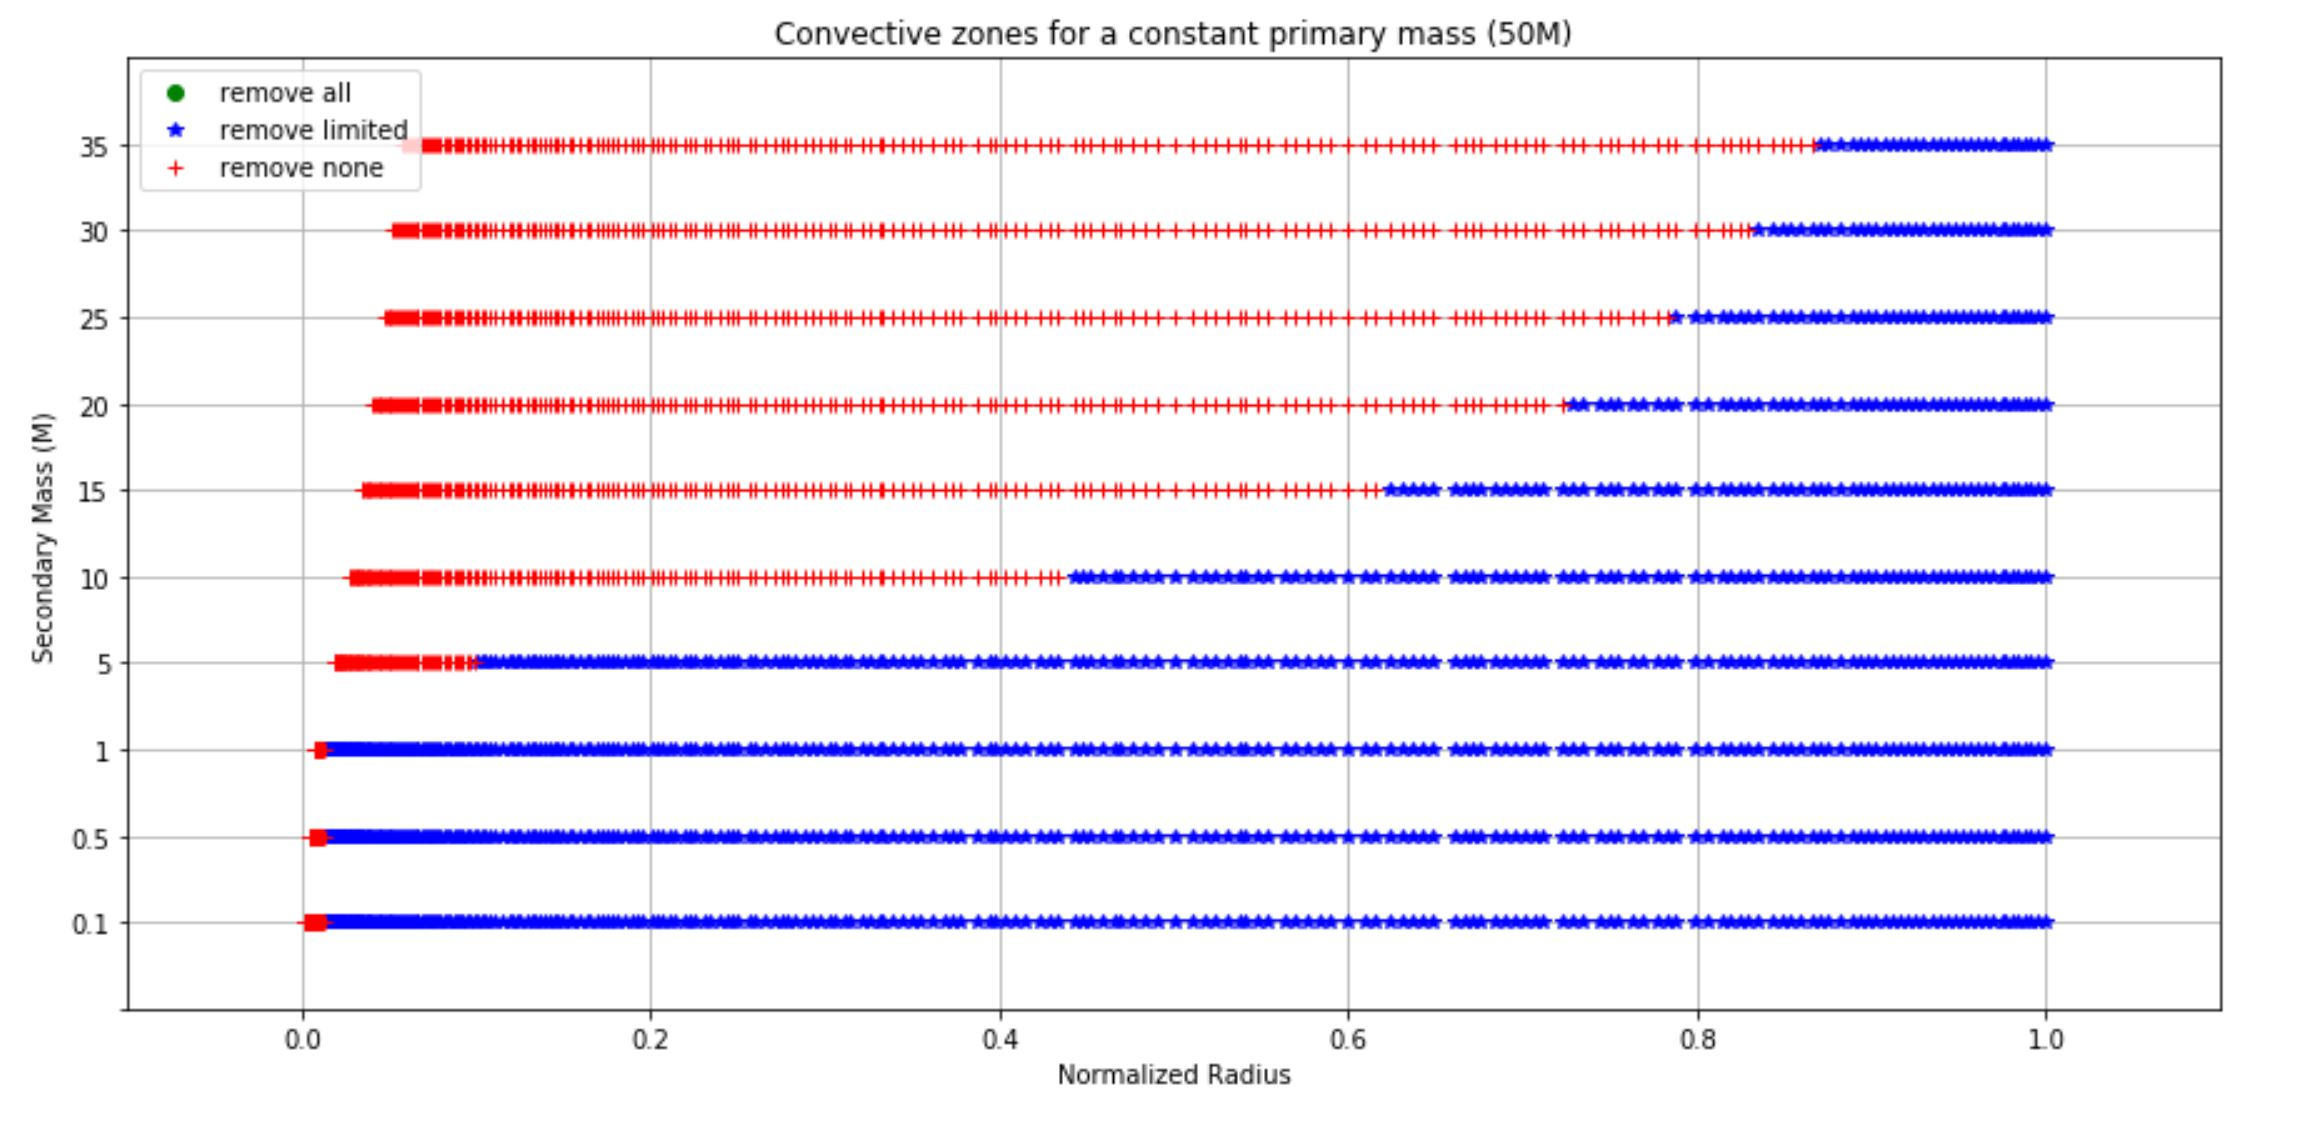 Convective zones for a constant primary mass (50M)
remove all
remove limited
remove none
Secondary Mass (M)
35
30
25
20
15
10
5
1
0.5
0.1
0.0 0.2 0.4 0.6 0.8 1.0
Normalized Radius